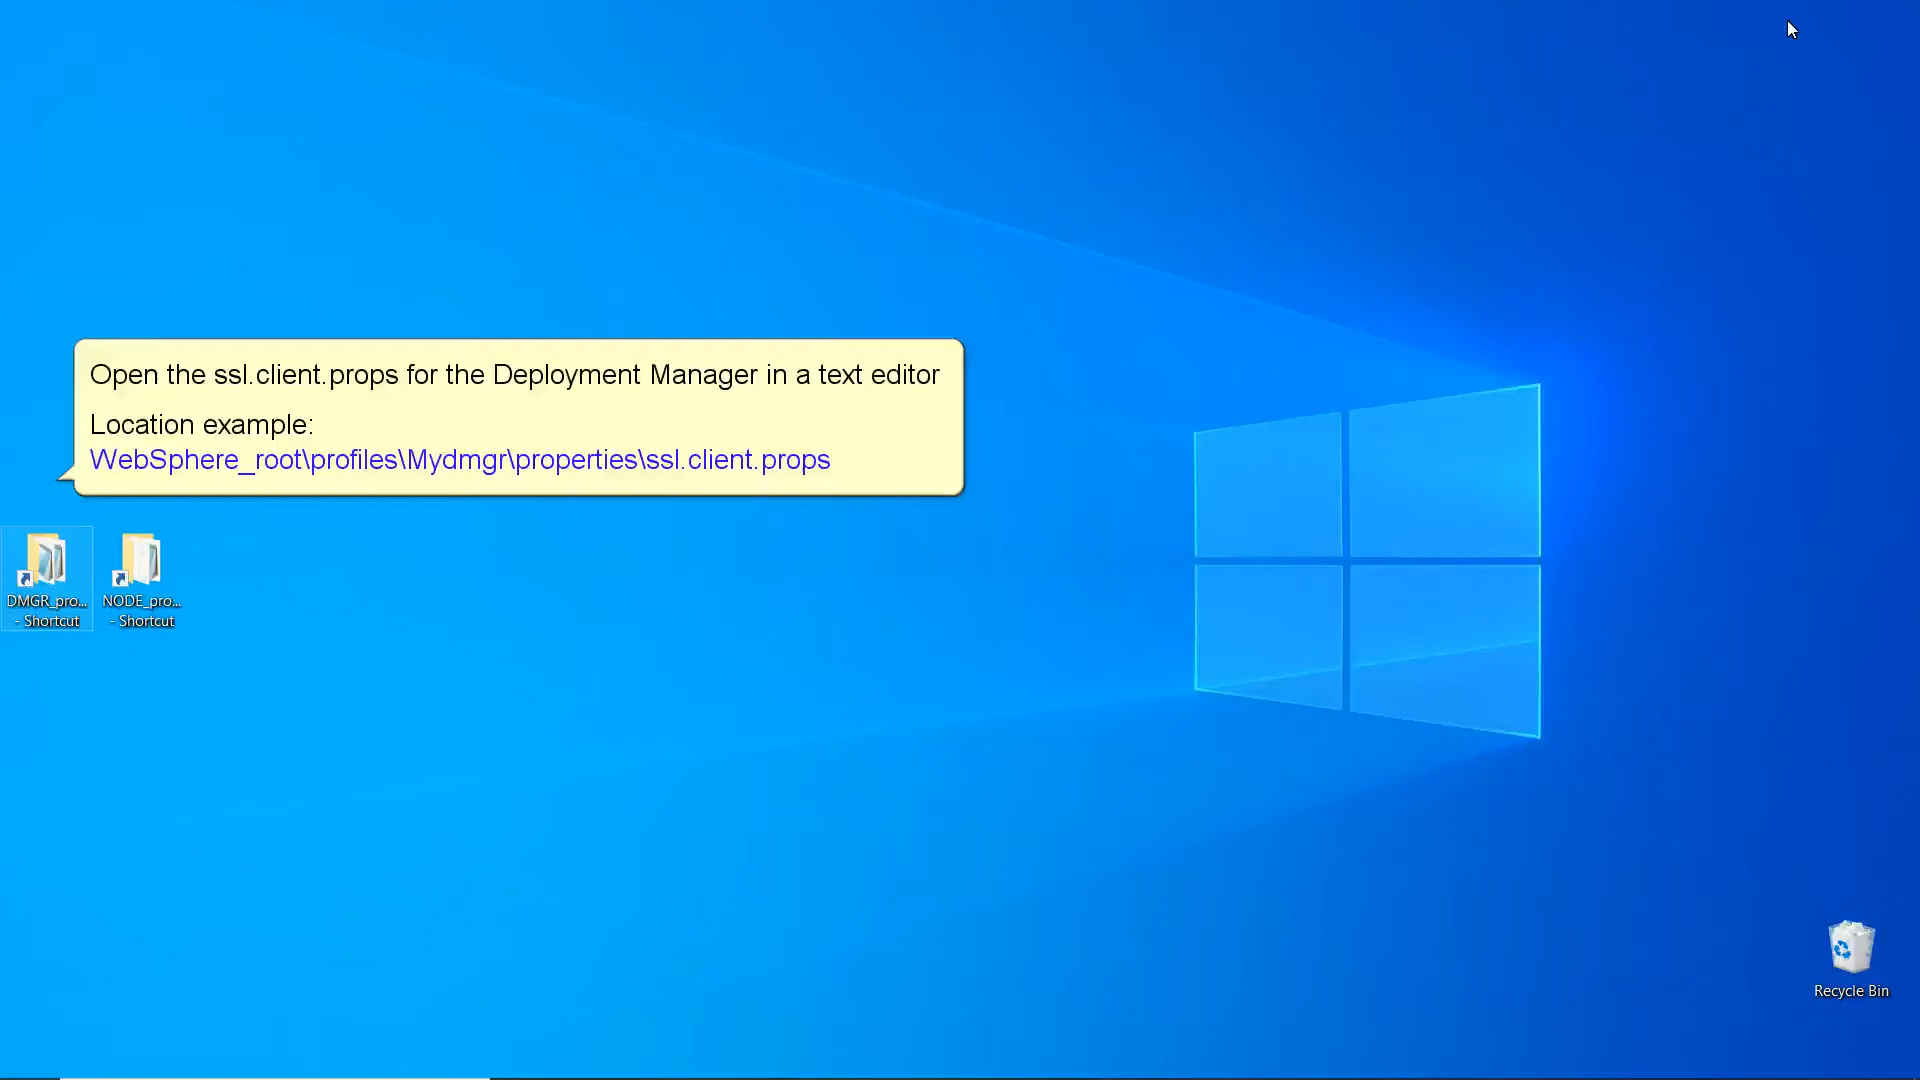 Open the ssl.client.props for the Deployment Manager in a text editor
Location example:
WebSphere_root\profiles\Mydmgr\properties\ssl.client.props
DMGR_pro...
- Shortcut
NODE_pro...
- Shortcut
Recycle Bin